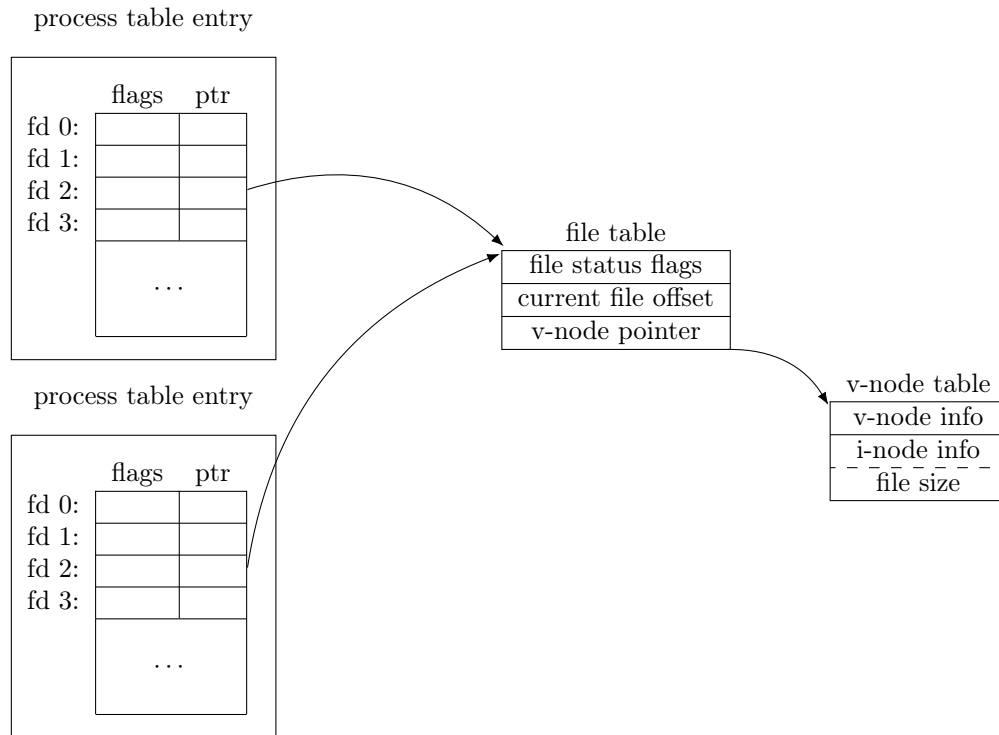 process table entry
flags ptr
fd 0:
fd 1:
fd 2:
fd 3:
...
file table
file status flags
current file offset
v-node pointer
v-node table
v-node info
i-node info
file size
process table entry
flags ptr
fd 0:
fd 1:
fd 2:
fd 3:
...